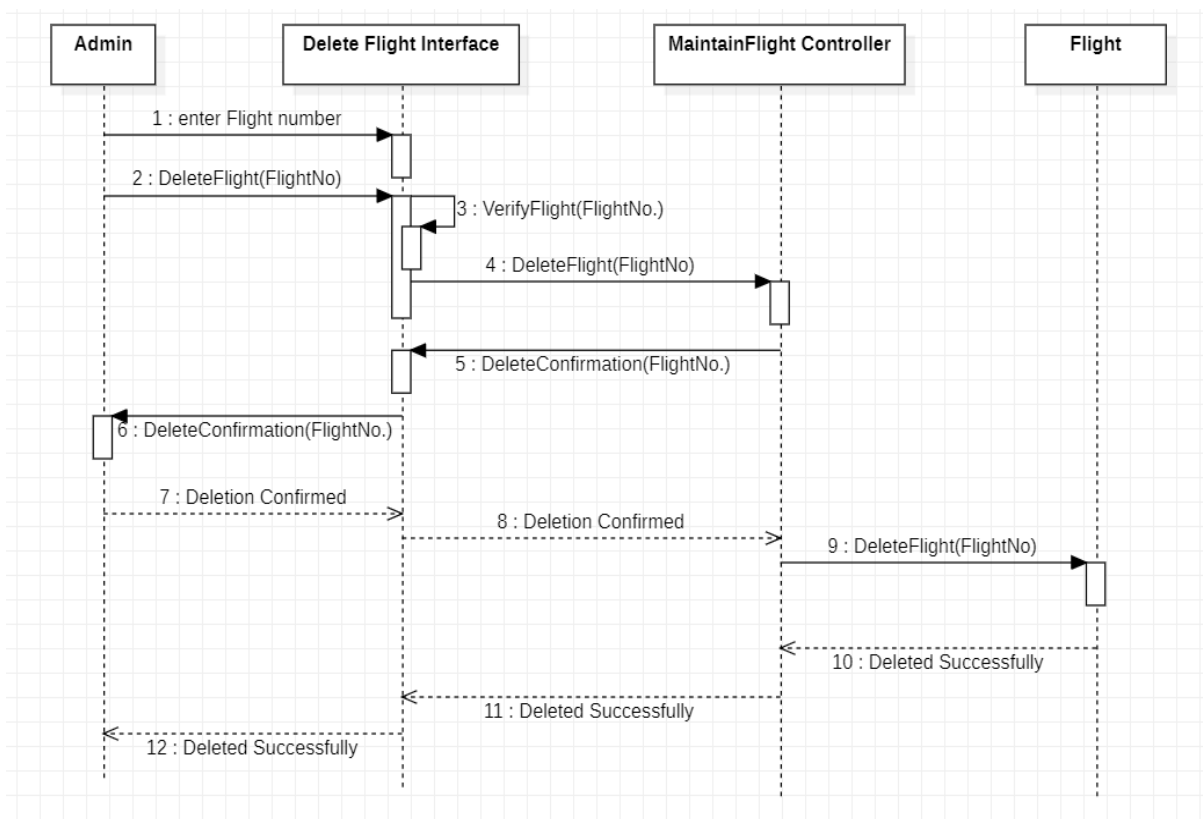 Admin
Delete Flight Interface
MaintainFlight Controller
Flight
1 : enter Flight number
2 : DeleteFlight(FlightNo)
3 : VerifyFlight(FlightNo.)
4 : DeleteFlight(FlightNo)
5 : DeleteConfirmation(FlightNo.)
6 : DeleteConfirmation(FlightNo.)
7 : Deletion Confirmed
8 : Deletion Confirmed
9 : DeleteFlight(FlightNo)
10 : Deleted Successfully
11 : Deleted Successfully
12 : Deleted Successfully